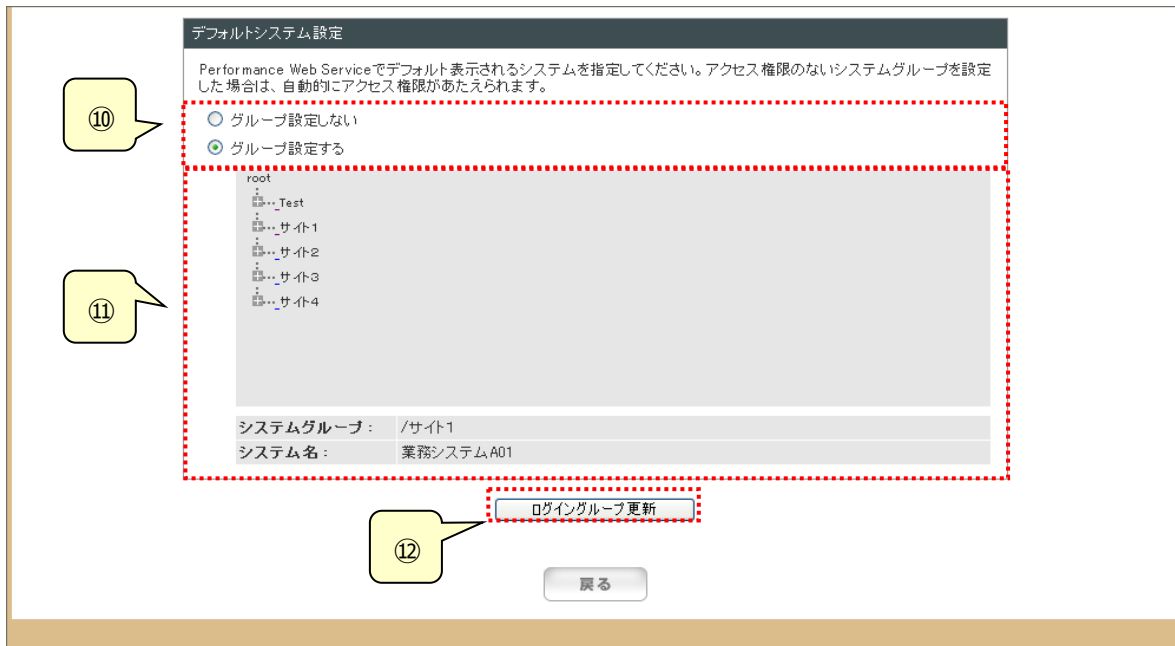 デフォルトシステム設定
Performance Web Serviceでデフォルト表示されるシステムを指定してください。アクセス権限のないシステムグループを設定
した場合は、自動的にアクセス権限があたえられます。
⑩
グループ設定しない
グループ設定する
root
_Test
_サイト1
_サイト2
_サイト3
_サイト4
⑪
システムグループ： /サイト1
システム名： 業務システムA01
ログイングループ更新
⑫
戻る